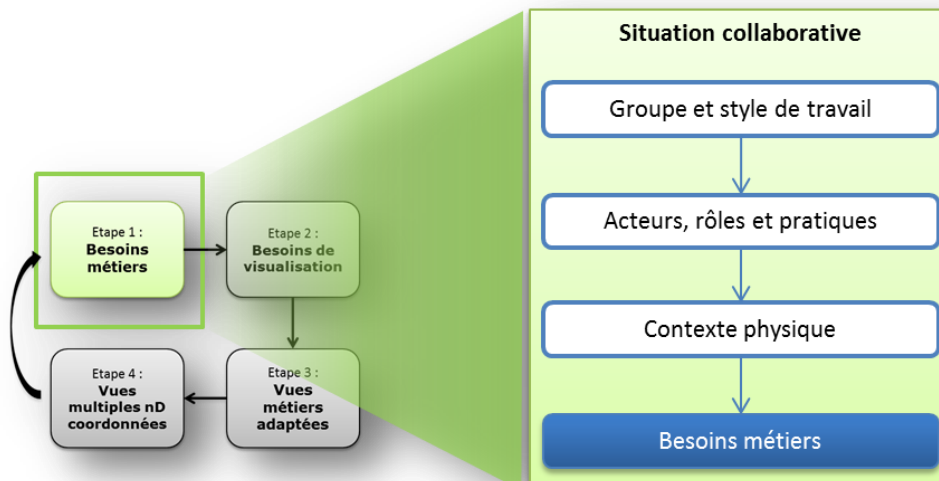 Situation collaborative
Groupe et style de travail
Acteurs, rôles et pratiques
Contexte physique
Besoins métiers
Etape 1 :
Besoins
métiers
Etape 2 :
Besoins de
visualisation
Etape 3 :
Vues
métiers
adaptées
Etape 4 :
Vues
multiples nD
coordonnées